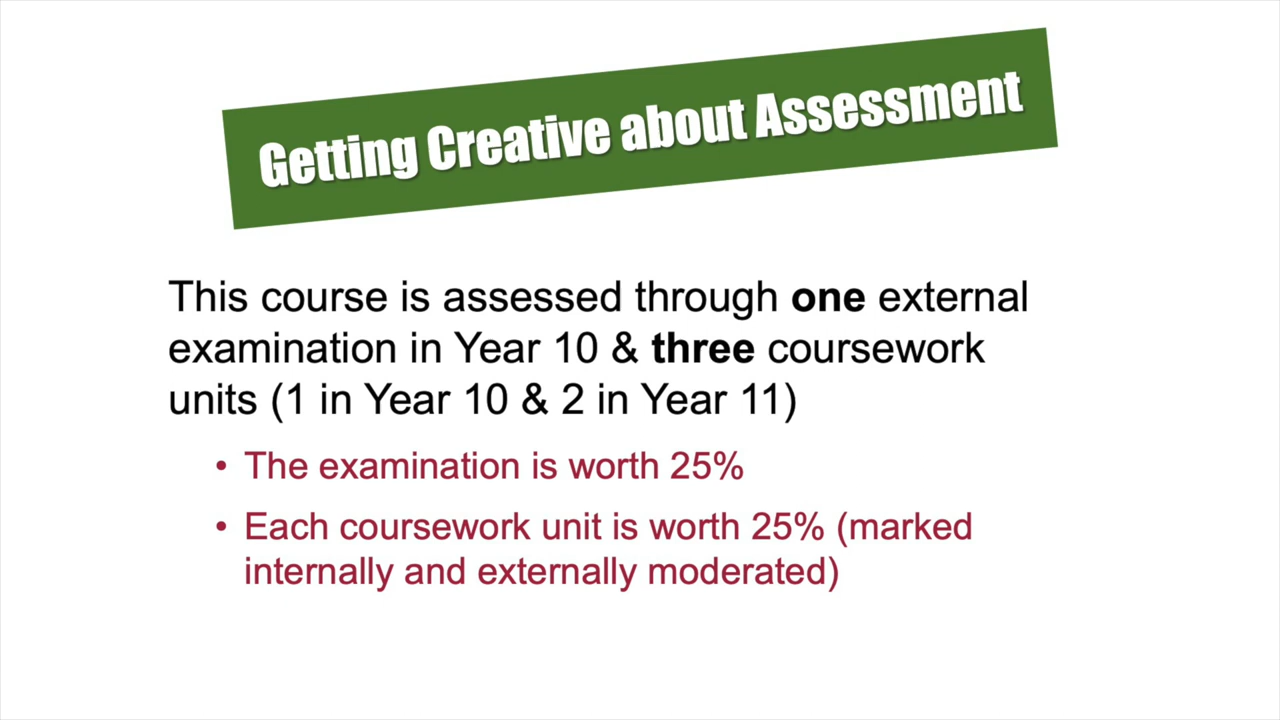 Getting Creative about Assessment
This course is assessed through one external
examination in Year 10 & three coursework
units (1 in Year 10 & 2 in Year 11)
• The examination is worth 25%
• Each coursework unit is worth 25% (marked
internally and externally moderated)